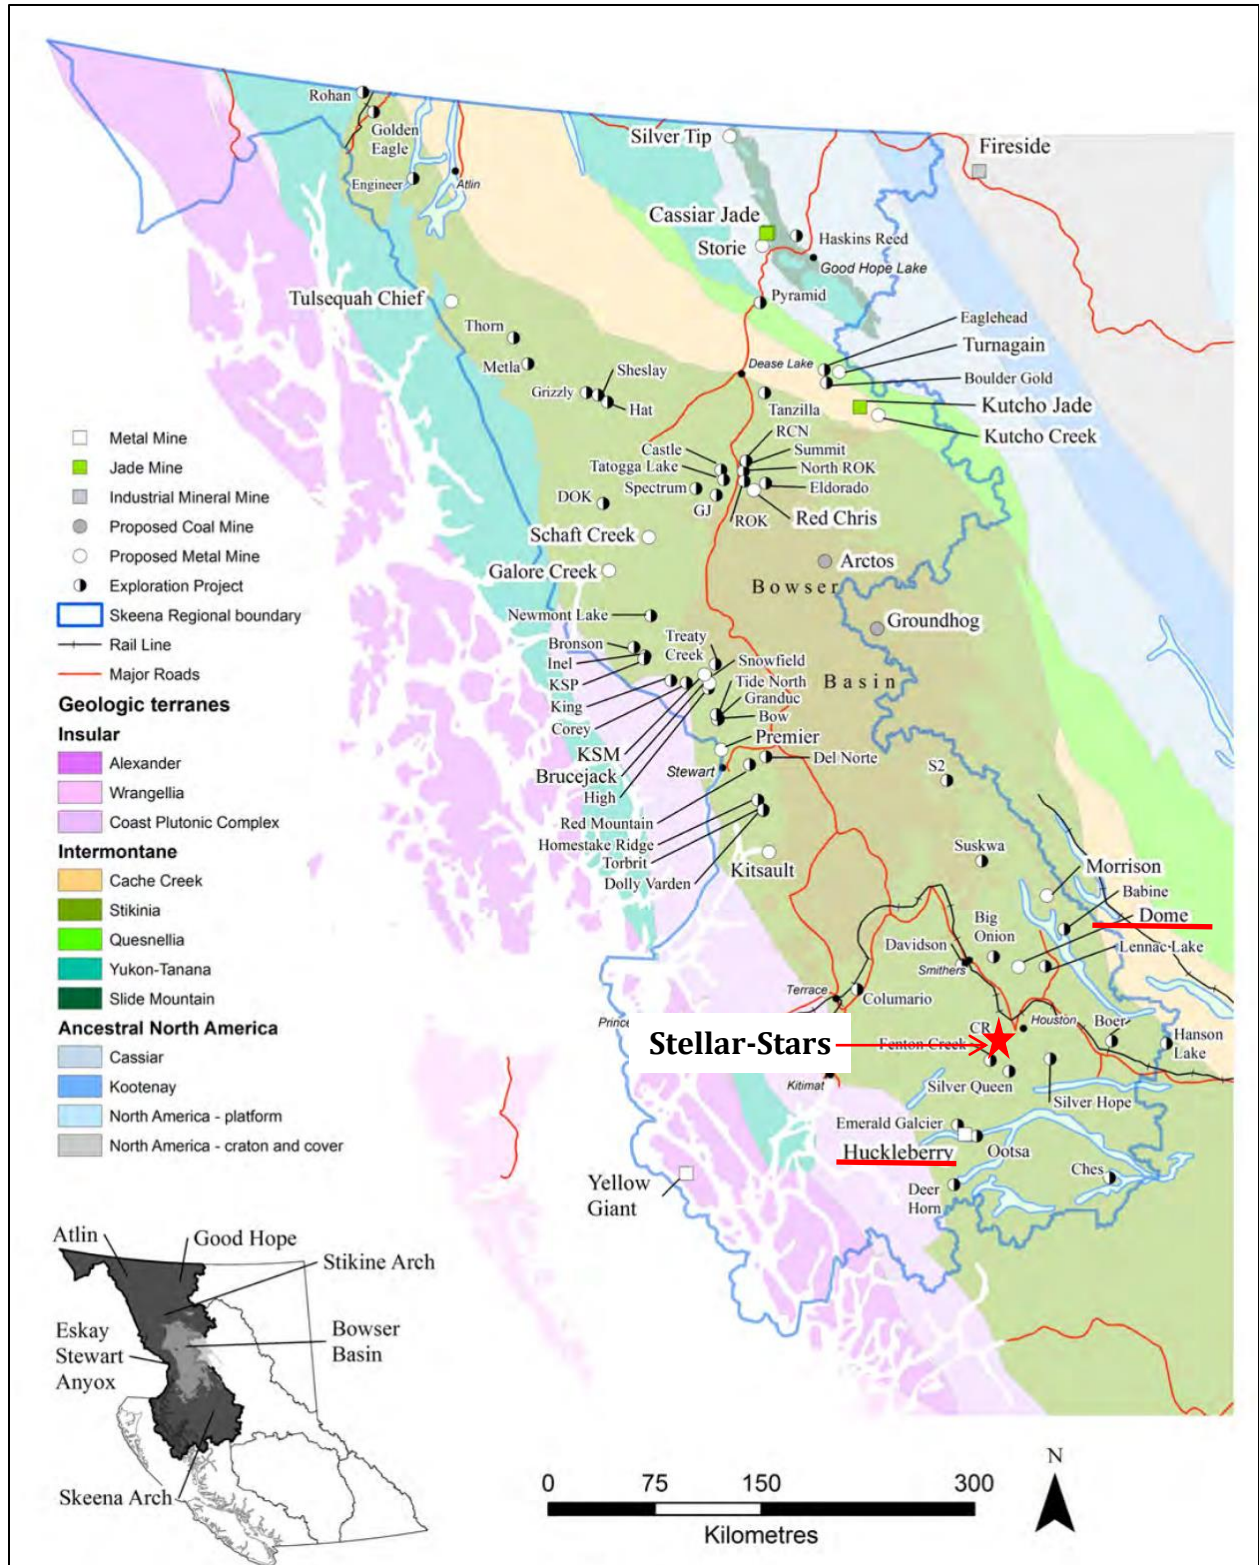 Rohan
Golden
Eagle
Engineer
Atlin
Silver Tip
Fireside
Cassiar Jade
Storie
Haskins Reed
Good Hope Lake
Pyramid
Tulsequah Chief
Thorn
Metla
Eaglehead
Turnagain
Dease Lake
Boulder Gold
Grizzly
Sheslay
Hat
Tanzilla
Kutcho Jade
Kutcho Creek
RCN
Castle
Summit
Tatogga Lake
North ROK
Spectrum
Eldorado
DOK
GJ
ROK
Red Chris
Schaft Creek
Arctos
Galore Creek
Bowser
Newmont Lake
Groundhog
Bronson
Treaty
Creek
Inel
Snowfield
KSP
Tide North
Basin
King
Granduc
Corey
Bow
KSM
Premier
Brucejack
Stewart
Del Norte
High
S2
Red Mountain
Homestake Ridge
Torbrit
Kitsault
Dolly Varden
Suskwa
Morrison
Babine
Big
Onion
Dome
Davidson
Smithers
Lennac Lake
Terrace
Columario
Princ
CR
Houston
Boer
Hanson
Lake
Stellar-Stars
Fenton Creek
Kitimat
Silver Queen
Silver Hope
Emerald Galcier
Huckleberry
Ootsa
Ches
Deer
Horn
Yellow
Giant
Metal Mine
Jade Mine
Industrial Mineral Mine
Proposed Coal Mine
Proposed Metal Mine
Exploration Project
Skeena Regional boundary
Rail Line
Major Roads
Geologic terranes
Insular
Alexander
Wrangellia
Coast Plutonic Complex
Intermontane
Cache Creek
Stikinia
Quesnellia
Yukon-Tanana
Slide Mountain
Ancestral North America
Cassiar
Kootenay
North America - platform
North America - craton and cover
Atlin
Good Hope
Stikine Arch
Eskay
Stewart
Anyox
Bowser
Basin
Skeena Arch
N
0 75 150 300
Kilometres